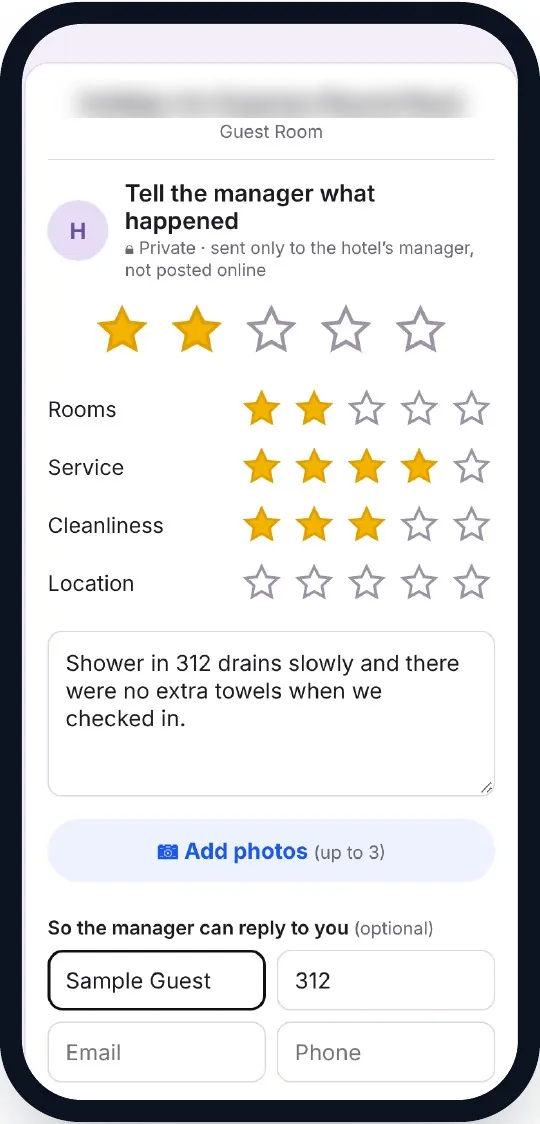 Guest Room
H
Tell the manager what
happened
Private · sent only to the hotel’s manager,
not posted online
Rooms
Service
Cleanliness
Location
Shower in 312 drains slowly and there
were no extra towels when we
checked in.
Add photos (up to 3)
So the manager can reply to you (optional)
Sample Guest
312
Email
Phone